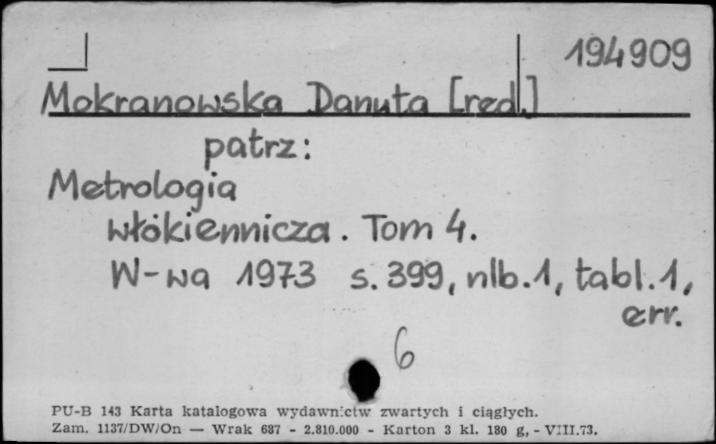 194909
Mokranowska Danuta [red.]
patrz:
Metrologia
włókiennicza. Tom 4.
W-wa 1973 s. 399, nlb.1, tabl.1,
err.
6
PU-B 143 Karta katalogowa wydawnictw zwartych i ciągłych.
Zam. 1137/DW/On — Wrak 687 - 2.810.000 - Karton 3 kl. 180 g, - VIII.73.